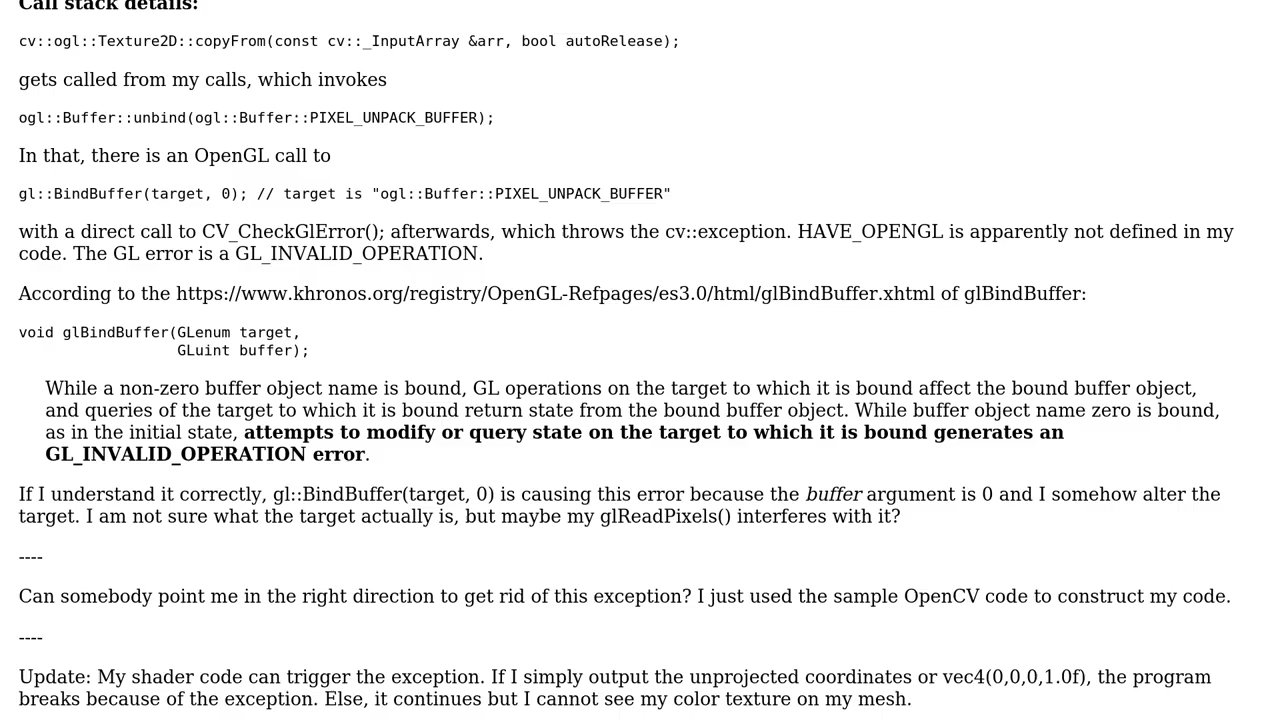 Call stack details:
cv::ogl::Texture2D::copyFrom(const cv::_InputArray &arr, bool autoRelease);
gets called from my calls, which invokes
ogl::Buffer::unbind(ogl::Buffer::PIXEL_UNPACK_BUFFER);
In that, there is an OpenGL call to
gl::BindBuffer(target, 0); // target is "ogl::Buffer::PIXEL_UNPACK_BUFFER"
with a direct call to CV_CheckGlError(); afterwards, which throws the cv::exception. HAVE_OPENGL is apparently not defined in my
code. The GL error is a GL_INVALID_OPERATION.
According to the https://www.khronos.org/registry/OpenGL-Refpages/es3.0/html/glBindBuffer.xhtml of glBindBuffer:
void glBindBuffer(GLenum target,
GLuint buffer);
While a non-zero buffer object name is bound, GL operations on the target to which it is bound affect the bound buffer object,
and queries of the target to which it is bound return state from the bound buffer object. While buffer object name zero is bound,
as in the initial state, attempts to modify or query state on the target to which it is bound generates an
GL_INVALID_OPERATION error.
If I understand it correctly, gl::BindBuffer(target, 0) is causing this error because the buffer argument is 0 and I somehow alter the
target. I am not sure what the target actually is, but maybe my glReadPixels() interferes with it?
----
Can somebody point me in the right direction to get rid of this exception? I just used the sample OpenCV code to construct my code.
----
Update: My shader code can trigger the exception. If I simply output the unprojected coordinates or vec4(0,0,0,1.0f), the program
breaks because of the exception. Else, it continues but I cannot see my color texture on my mesh.